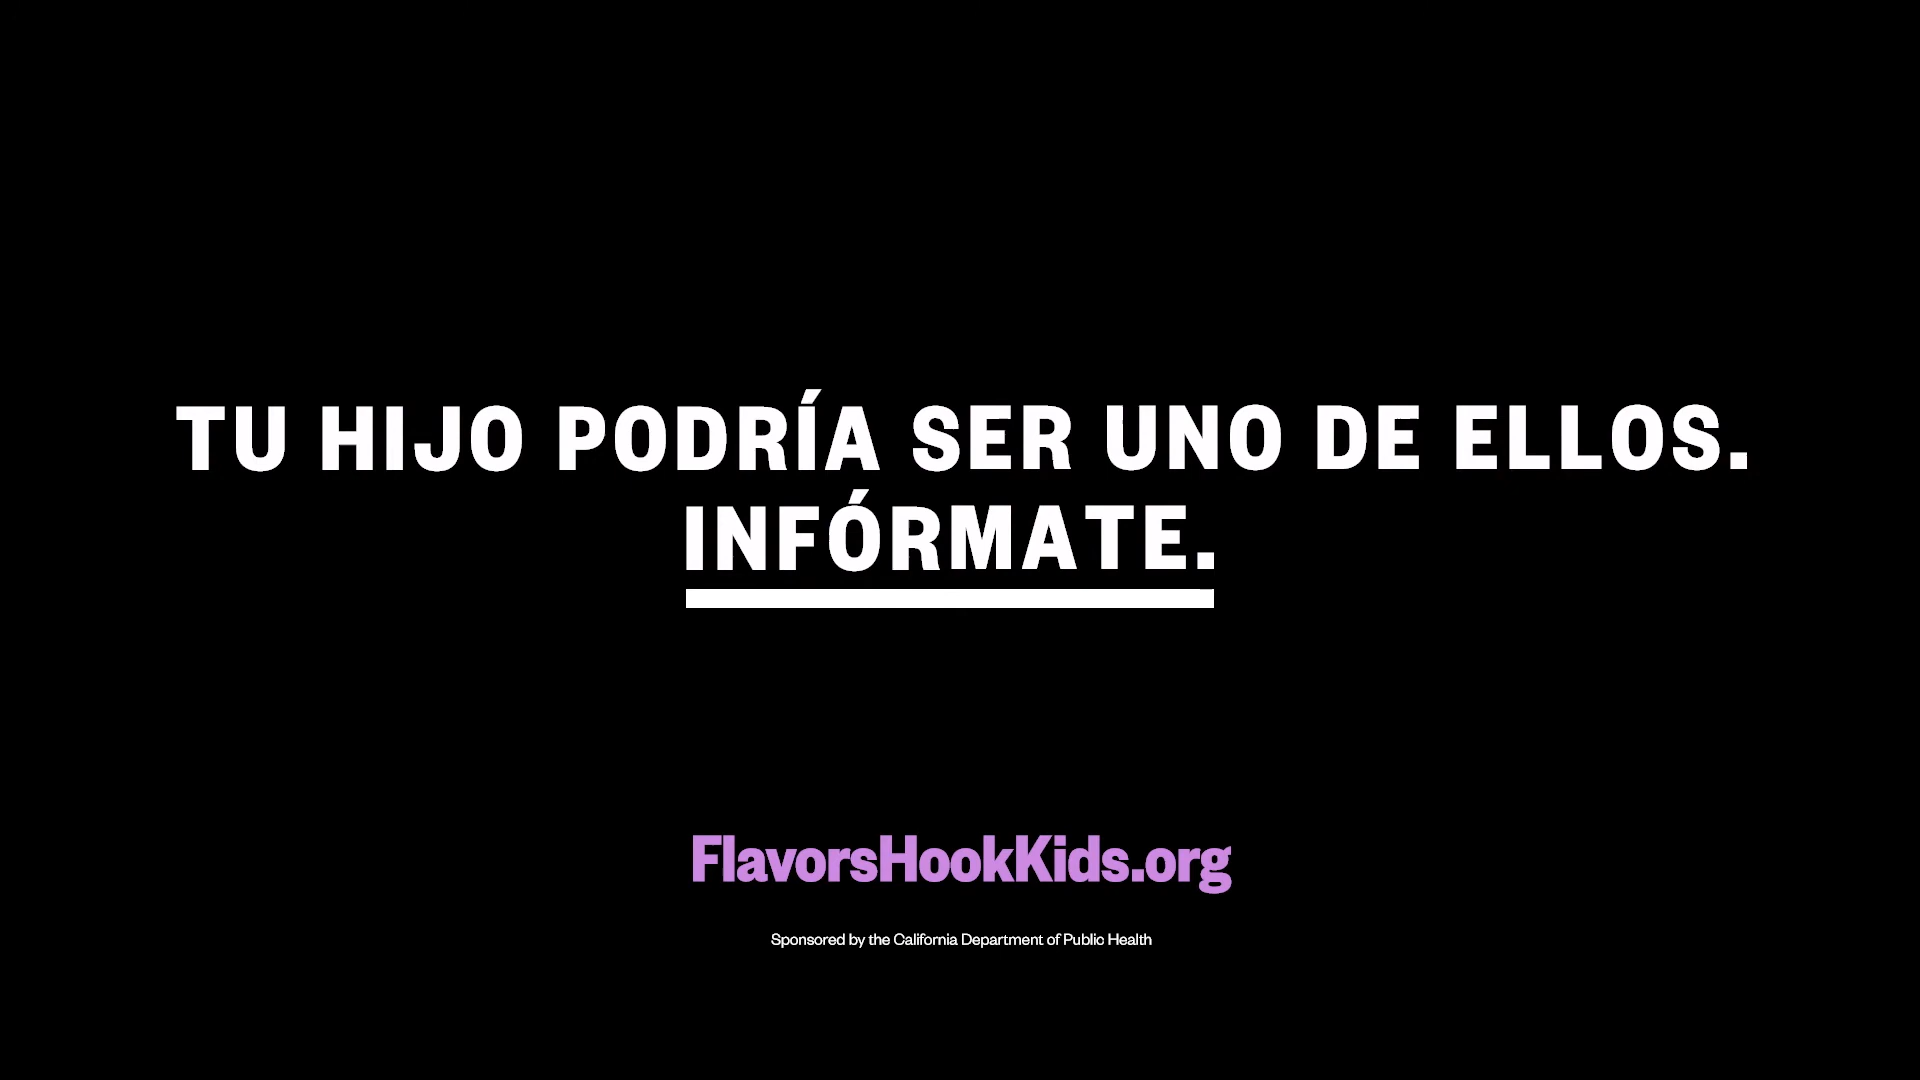 TU HIJO PODRÍA SER UNO DE ELLOS.
INFÓRMATE.
FlavorsHookKids.org
Sponsored by the California Department of Public Health